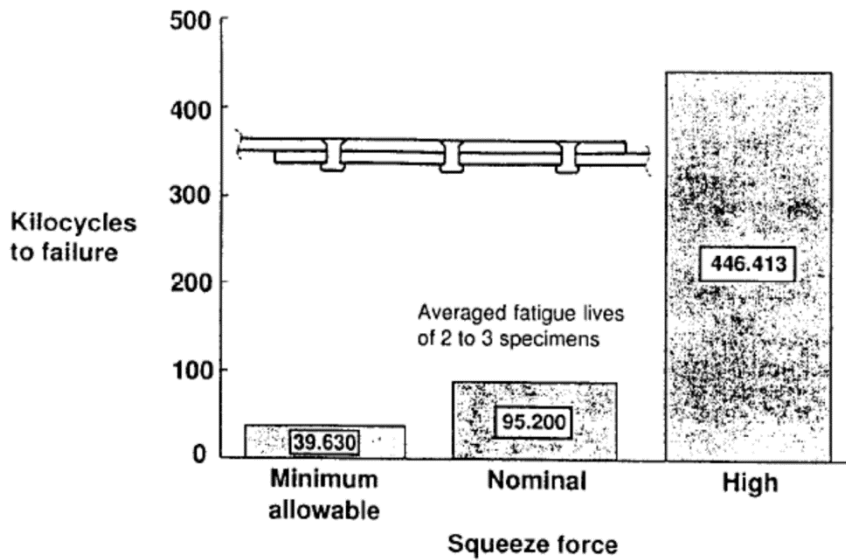 500
400
300
200
100
0
Kilocycles
to failure
Averaged fatigue lives
of 2 to 3 specimens
39.630
95.200
446.413
Minimum
allowable
Nominal
High
Squeeze force